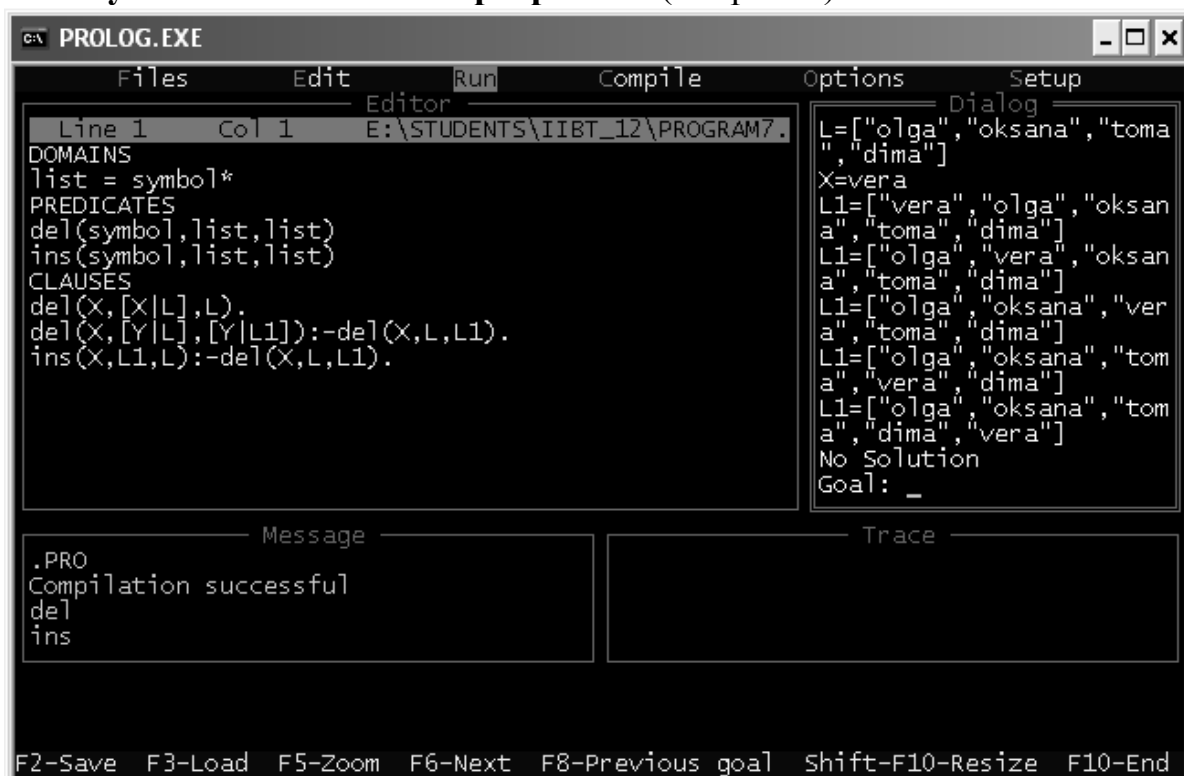 PROLOG.EXE
Files Edit Run Compile Options Setup
Editor
Line 1 Col 1 E:\STUDENTS\IIBT_12\PROGRAM7.
DOMAINS
list = symbol*
PREDICATES
del(symbol,list,list)
ins(symbol,list,list)
CLAUSES
del(X,[X|L],L).
del(X,[Y|L],[Y|L1]):-del(X,L,L1).
ins(X,L1,L):-del(X,L,L1).
Dialog
L=["olga","oksana","toma
","dima"]
X=vera
L1=["vera","olga","oksan
a","toma","dima"]
L1=["olga","vera","oksan
a","toma","dima"]
L1=["olga","oksana","ver
a","toma","dima"]
L1=["olga","oksana","tom
a","vera","dima"]
L1=["olga","oksana","tom
a","dima","vera"]
No Solution
Goal: _
Message
.PRO
Compilation successful
del
ins
Trace
F2-Save F3-Load F5-Zoom F6-Next F8-Previous goal Shift-F10-Resize F10-End